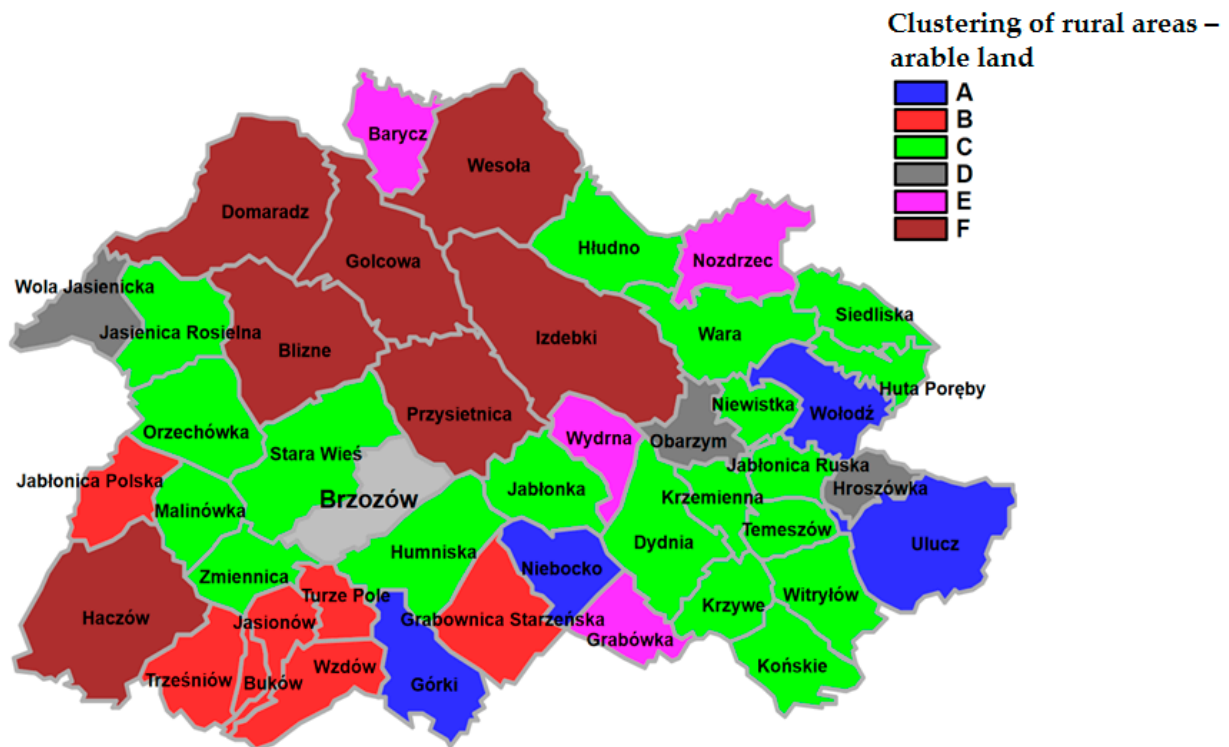 Clustering of rural areas –
arable land
A
B
C
D
E
F
Barycz
Wesoła
Domaradz
Hłudno
Golcowa
Nozdrzec
Wola Jasienicka
Siedliska
Jasienica Rosielna
Wara
Izdebki
Blizne
Huta Poręby
Niewistka
Przysietnica
Wołodź
Orzechówka
Wydrna
Obarzym
Stara Wieś
Jabłonica Ruska
Jabłonica Polska
Jabłonka
Hroszówka
Brzozów
Krzemienna
Malinówka
Temeszów
Dydnia
Ulucz
Humniska
Niebocko
Zmiennica
Witryłów
Turze Pole
Krzywe
Haczów
Jasionów
Grabownica Starzeńska
Grabówka
Wzdów
Końskie
Trześniów
Buków
Górki